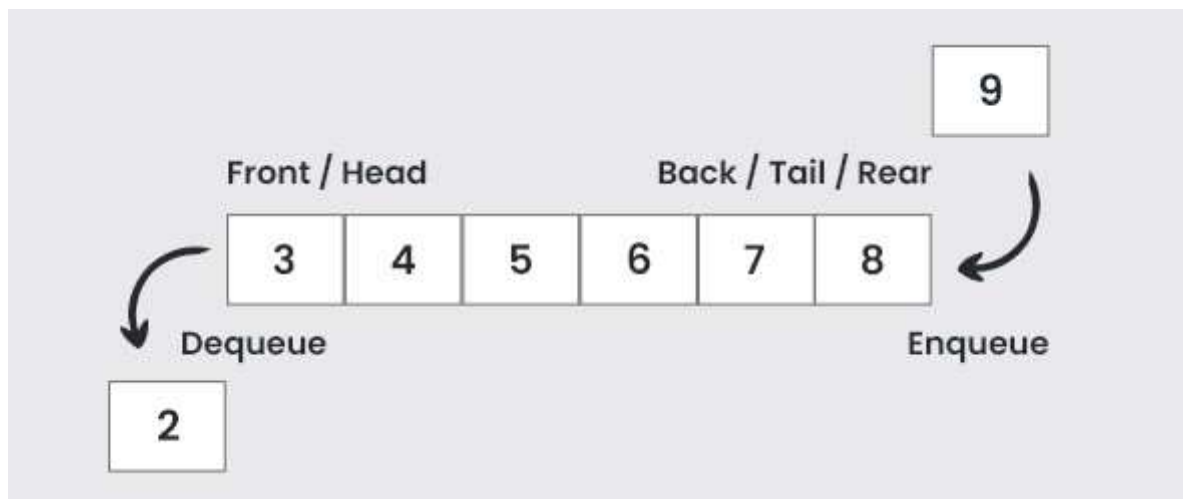 9
Front / Head
Back / Tail / Rear
3 4 5 6 7 8
Dequeue
Enqueue
2